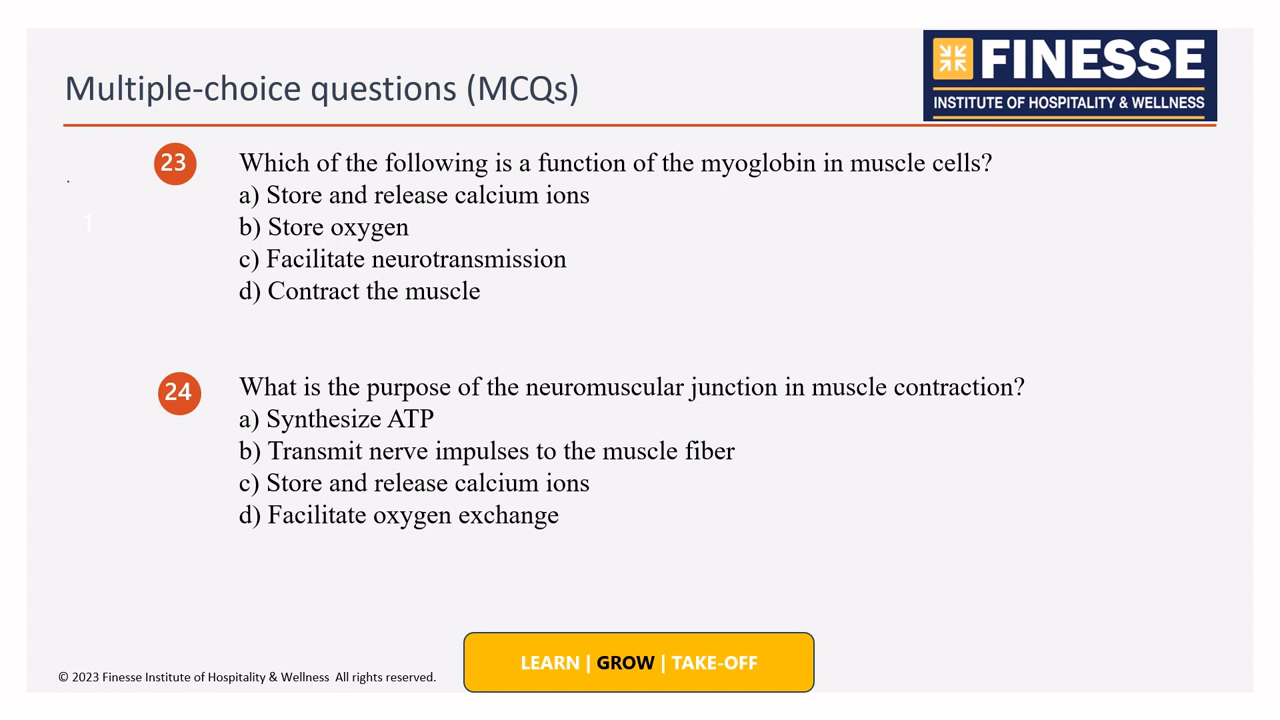 FINESSE
INSTITUTE OF HOSPITALITY & WELLNESS
Multiple-choice questions (MCQs)
23
Which of the following is a function of the myoglobin in muscle cells?
a) Store and release calcium ions
1
b) Store oxygen
c) Facilitate neurotransmission
d) Contract the muscle
24
What is the purpose of the neuromuscular junction in muscle contraction?
a) Synthesize ATP
b) Transmit nerve impulses to the muscle fiber
c) Store and release calcium ions
d) Facilitate oxygen exchange
LEARN | GROW | TAKE-OFF
© 2023 Finesse Institute of Hospitality & Wellness All rights reserved.